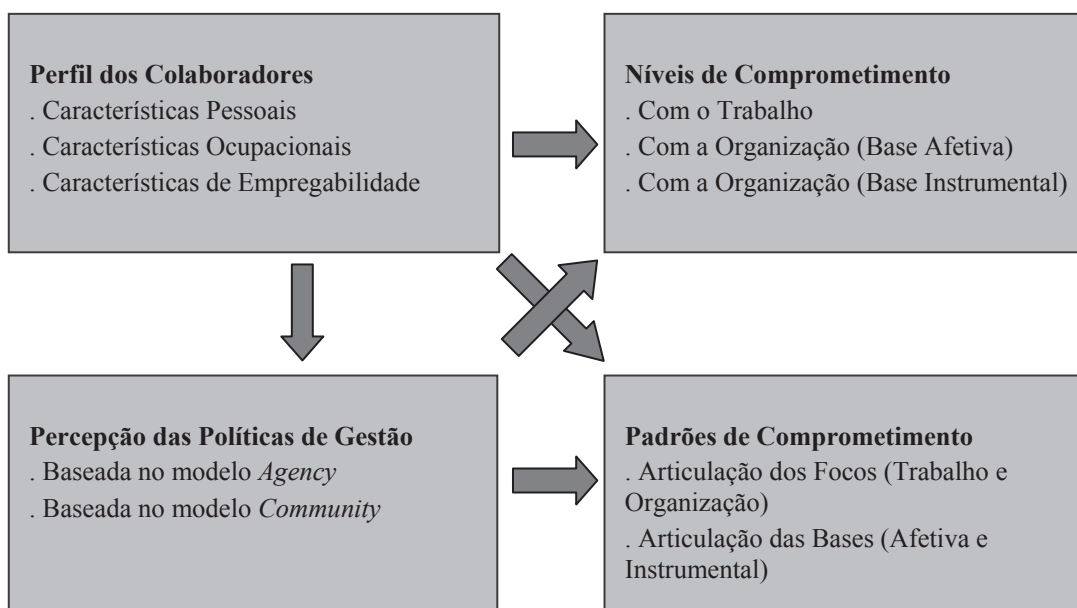 Perfil dos Colaboradores
. Características Pessoais
. Características Ocupacionais
. Características de Empregabilidade
Níveis de Comprometimento
. Com o Trabalho
. Com a Organização (Base Afetiva)
. Com a Organização (Base Instrumental)
Percepção das Políticas de Gestão
. Baseada no modelo Agency
. Baseada no modelo Community
Padrões de Comprometimento
. Articulação dos Focos (Trabalho e
Organização)
. Articulação das Bases (Afetiva e
Instrumental)